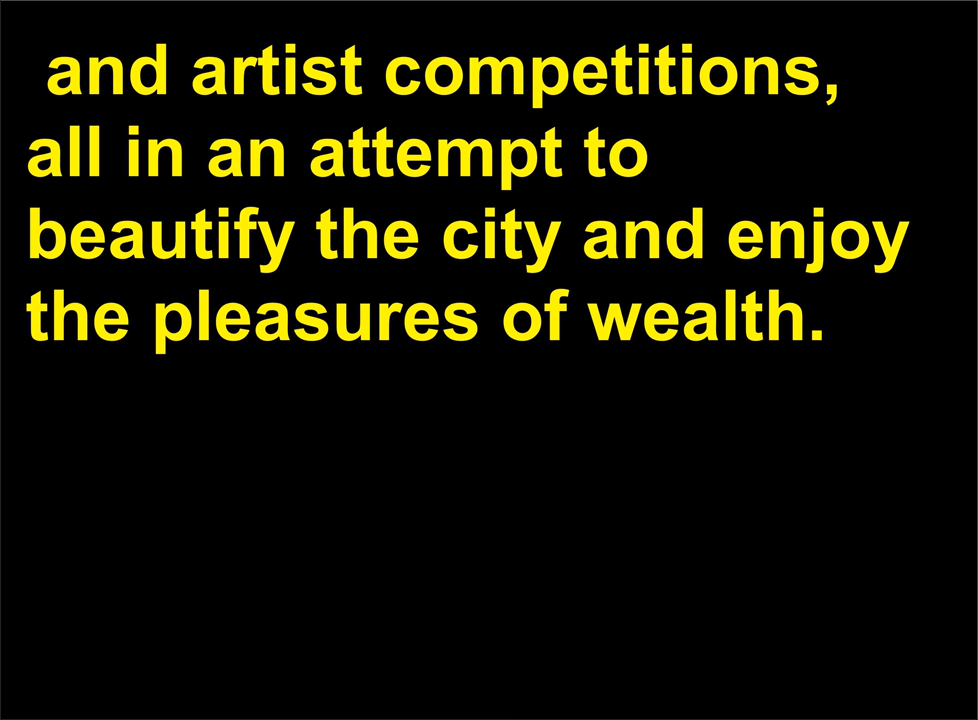 and artist competitions,
all in an attempt to
beautify the city and enjoy
the pleasures of wealth.